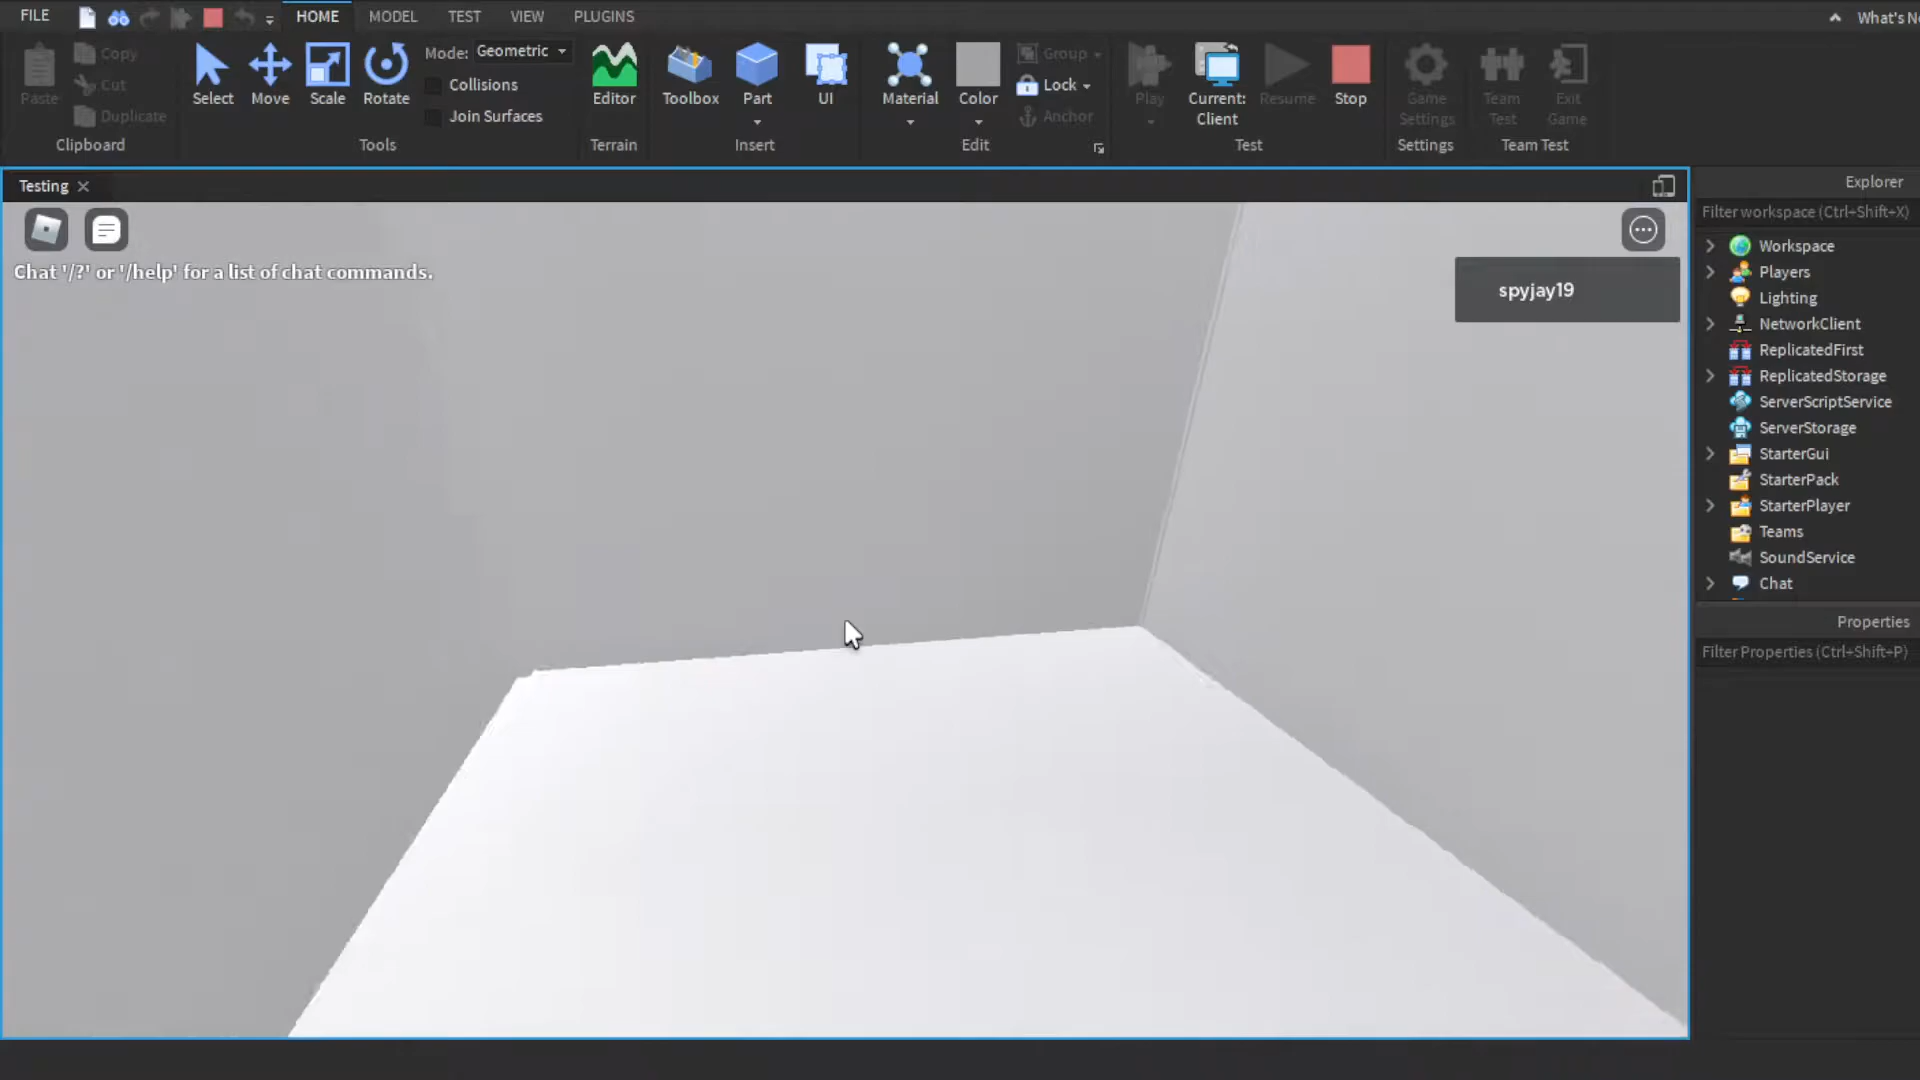 FILE
HOME
MODEL
TEST
VIEW
PLUGINS
What's
Paste
Copy
Cut
Duplicate
Clipboard
Select
Move
Scale
Rotate
Mode: Geometric
Collisions
Join Surfaces
Tools
Editor
Terrain
Toolbox
Part
UI
Insert
Material
Color
Group
Lock
Anchor
Edit
Play
Current:
Client
Resume
Stop
Test
Game
Settings
Settings
Team
Test
Exit
Game
Team Test
Testing
Chat '/?' or '/help' for a list of chat commands.
spyjay19
Explorer
Filter workspace (Ctrl+Shift+X)
Workspace
Players
Lighting
NetworkClient
ReplicatedFirst
ReplicatedStorage
ServerScriptService
ServerStorage
StarterGui
StarterPack
StarterPlayer
Teams
SoundService
Chat
Properties
Filter Properties (Ctrl+Shift+P)